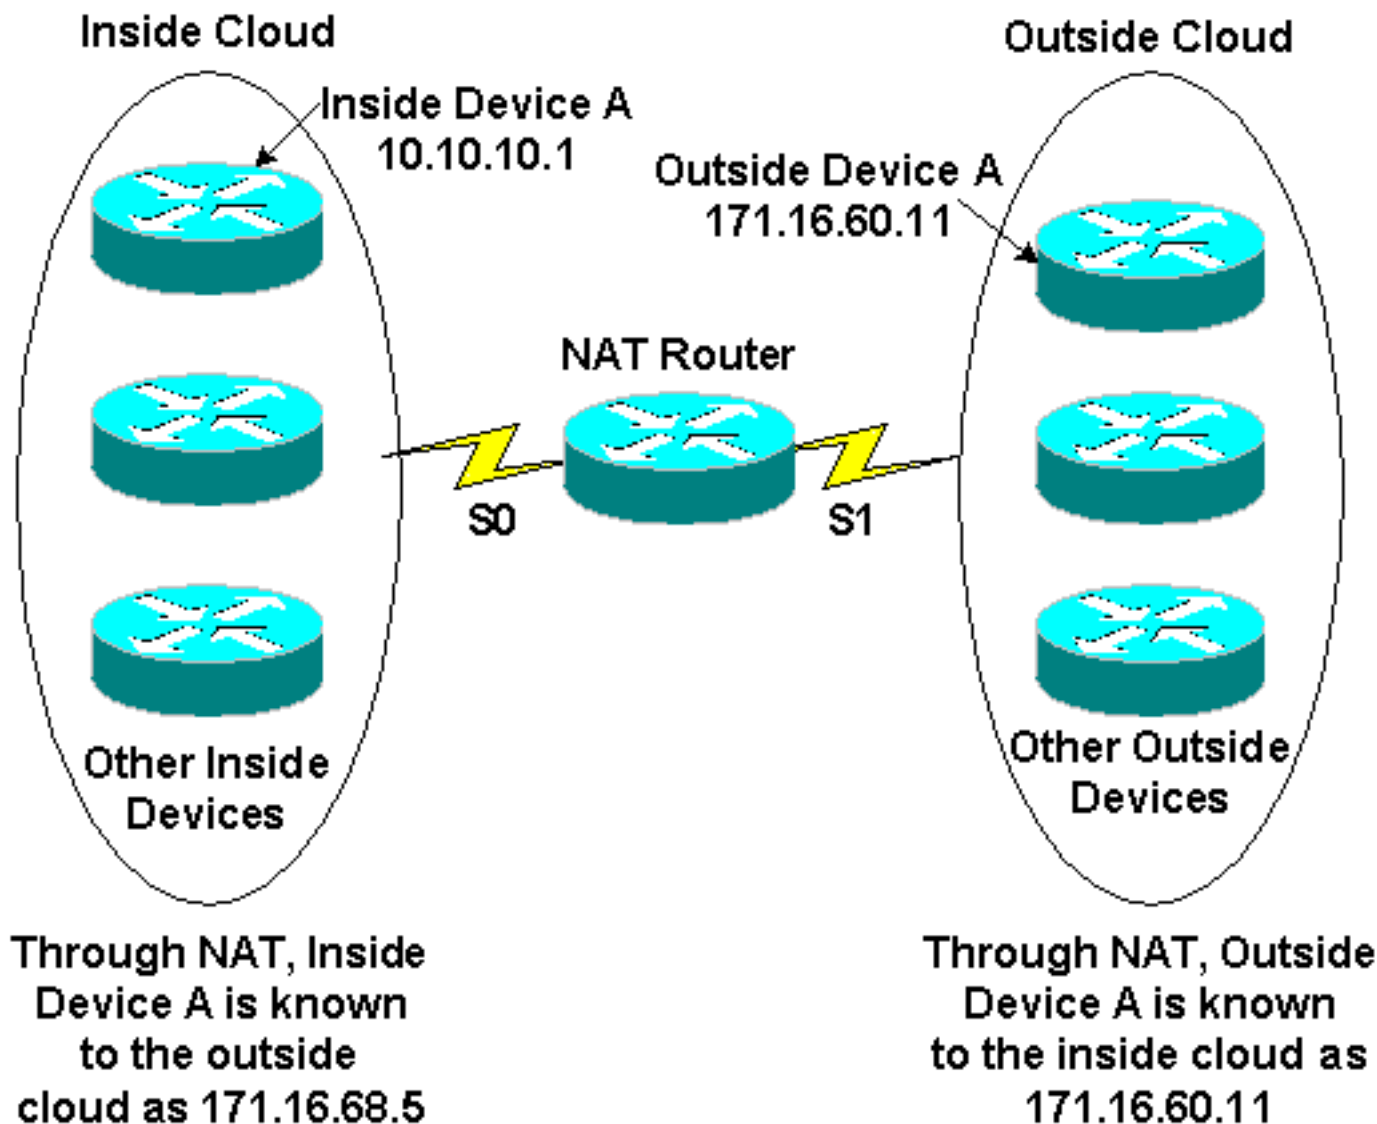 Inside Cloud
Outside Cloud
Inside Device A
10.10.10.1
Outside Device A
171.16.60.11
NAT Router
S0
S1
Other Inside
Devices
Other Outside
Devices
Through NAT, Inside
Device A is known
to the outside
cloud as 171.16.68.5
Through NAT, Outside
Device A is known
to the inside cloud as
171.16.60.11